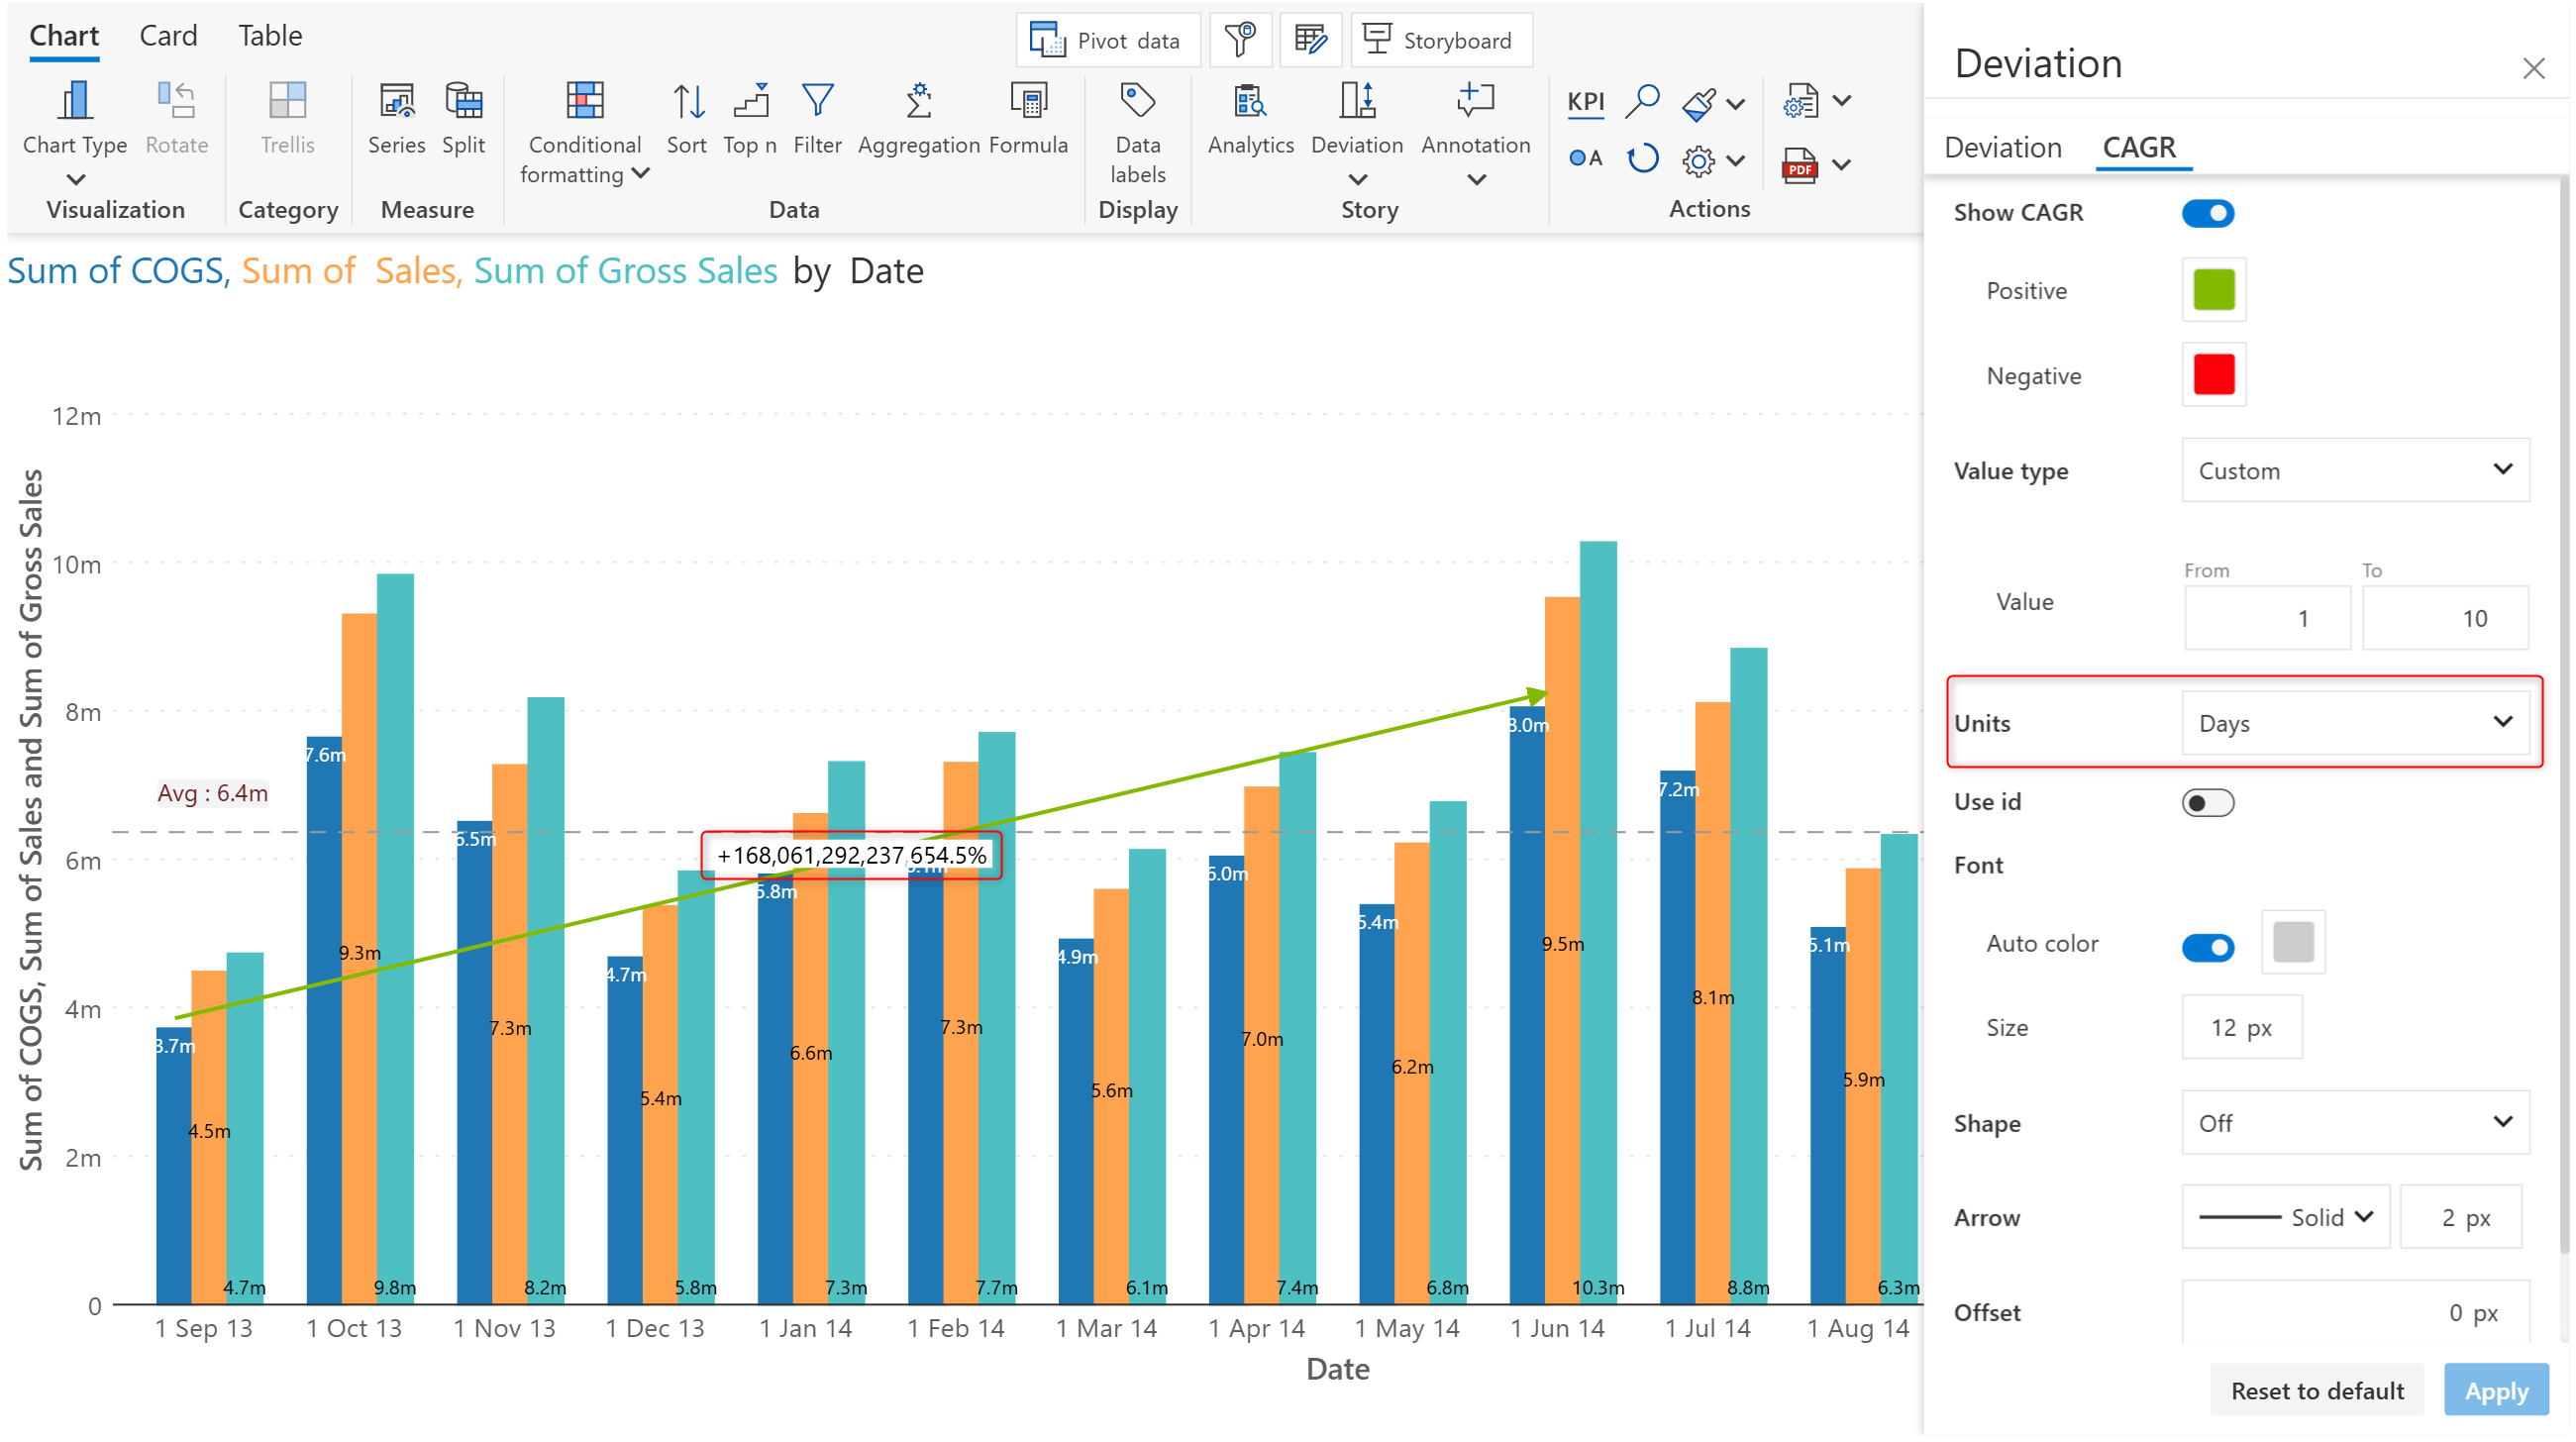 Chart Card Table
Pivot data Storyboard
Chart Type Rotate Trellis Series Split Conditional formatting Sort Top n Filter Aggregation Formula Data labels Analytics Deviation Annotation KPI A PDF
Visualization Category Measure Data Display Story Actions
Sum of COGS, Sum of Sales, Sum of Gross Sales by Date
Sum of COGS, Sum of Sales and Sum of Gross Sales
12m
10m
8m
6m
4m
2m
0
Avg : 6.4m
+168,061,292,237,654.5%
3.7m 4.5m 4.7m
7.6m 9.3m 9.8m
6.5m 7.3m 8.2m
4.7m 5.4m 5.8m
5.8m 6.6m 7.3m
7.3m 7.7m
4.9m 5.6m 6.1m
6.0m 7.0m 7.4m
5.4m 6.2m 6.8m
8.0m 9.5m 10.3m
7.2m 8.1m 8.8m
5.1m 5.9m 6.3m
1 Sep 13 1 Oct 13 1 Nov 13 1 Dec 13 1 Jan 14 1 Feb 14 1 Mar 14 1 Apr 14 1 May 14 1 Jun 14 1 Jul 14 1 Aug 14
Date
Deviation
Deviation CAGR
Show CAGR
Positive
Negative
Value type Custom
From To
Value 1 10
Units Days
Use id
Font
Auto color
Size 12 px
Shape Off
Arrow Solid 2 px
Offset 0 px
Reset to default Apply